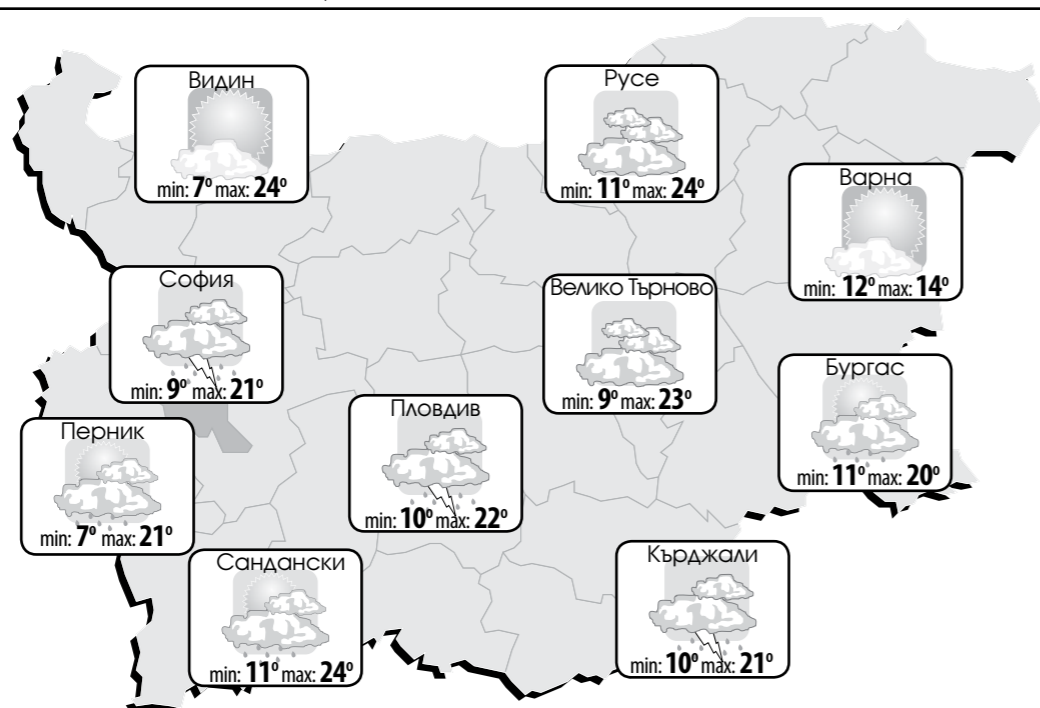 Видин
min: 7° max: 24°
Русе
min: 11° max: 24°
Варна
min: 12° max: 14°
София
min: 9° max: 21°
Велико Търново
min: 9° max: 23°
Бургас
min: 11° max: 20°
Пловдив
min: 10° max: 22°
Перник
min: 7° max: 21°
Сандански
min: 11° max: 24°
Кърджали
min: 10° max: 21°